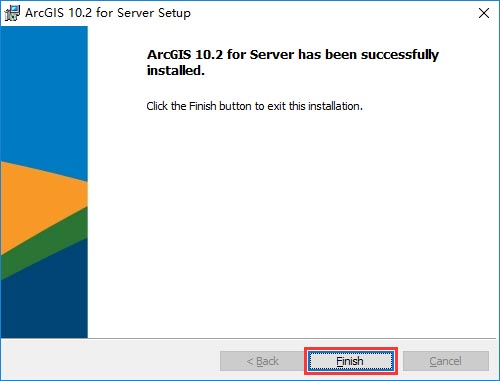 ArcGIS 10.2 for Server Setup
ArcGIS 10.2 for Server has been successfully
installed.
Click the Finish button to exit this installation.
< Back Finish Cancel